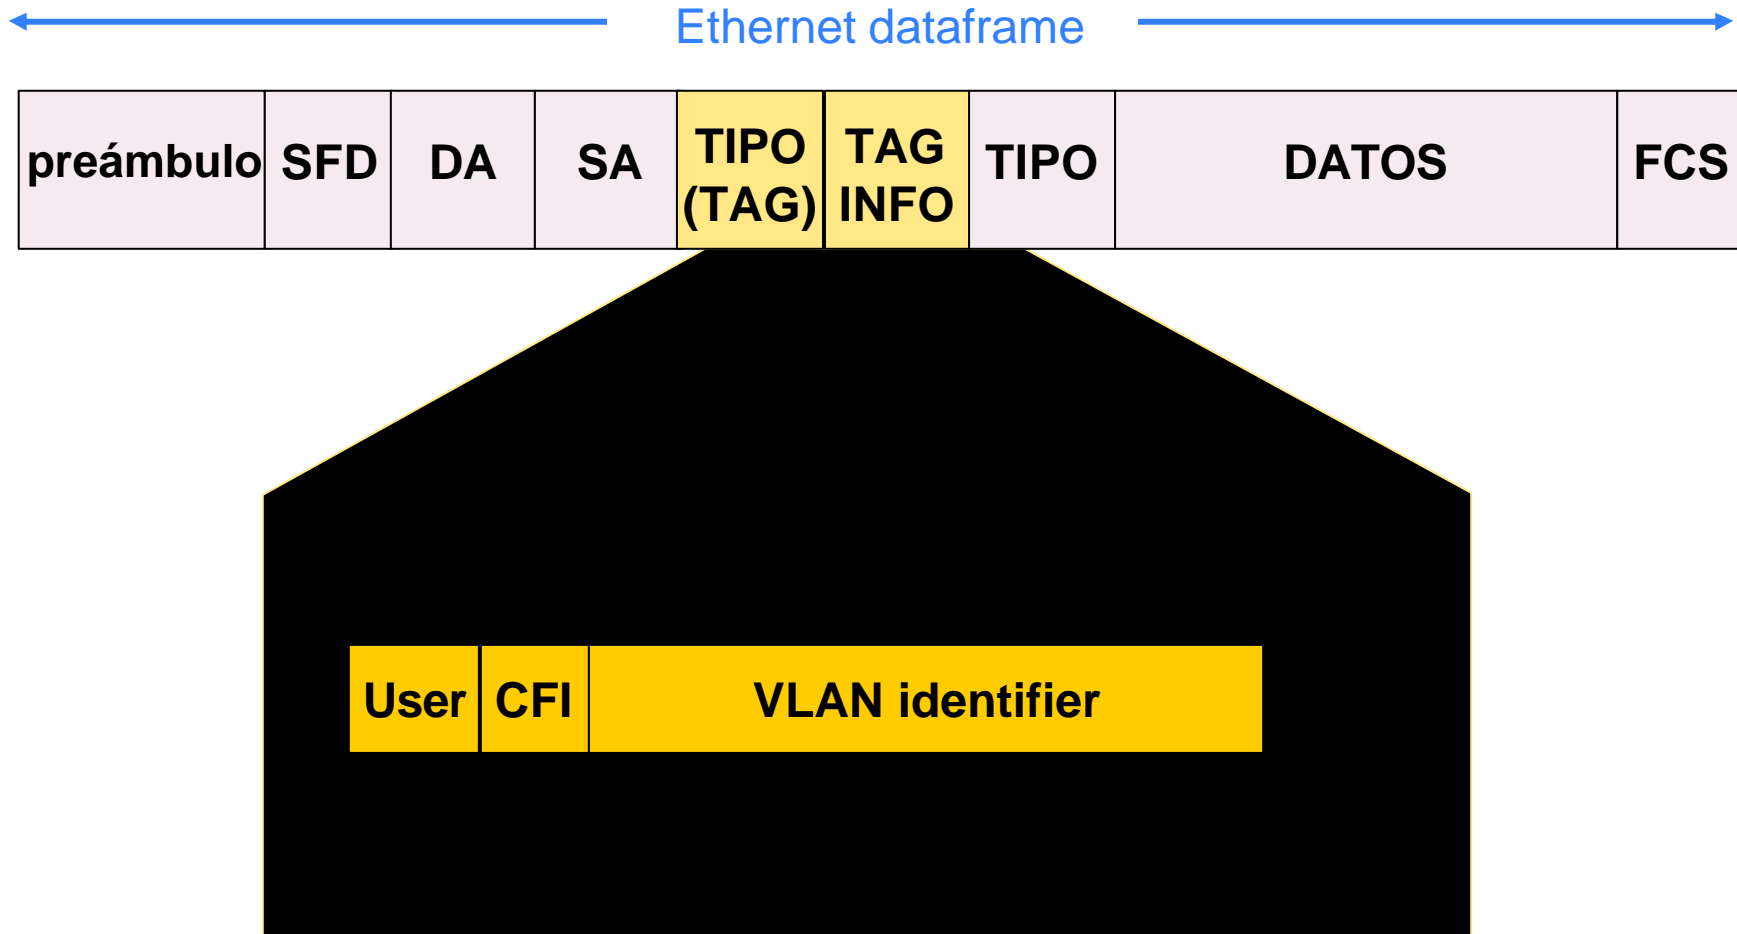 Ethernet dataframe
preámbulo SFD DA SA TIPO (TAG) TAG INFO TIPO DATOS FCS
User CFI VLAN identifier